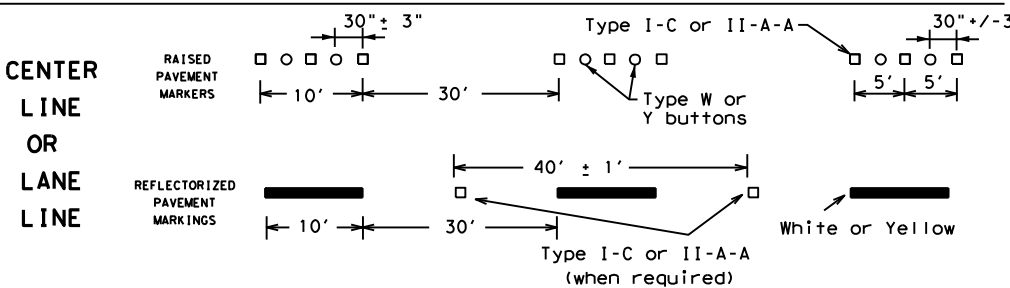 CENTER
LINE
OR
LANE
LINE
RAISED
PAVEMENT
MARKERS
30"± 3"
10'
30'
Type I-C or II-A-A
30"+/-3
5'
5'
Type W or
Y buttons
REFLECTORIZED
PAVEMENT
MARKINGS
40' ± 1'
10'
30'
Type I-C or II-A-A
(when required)
White or Yellow